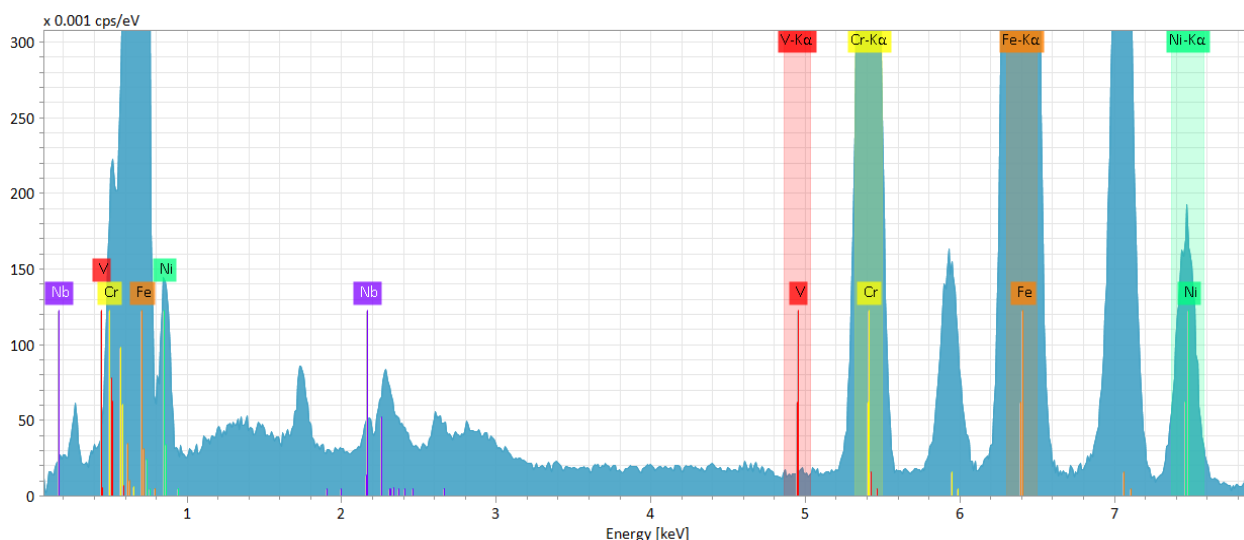 x 0.001 cps/eV
300
250
200
150
100
50
0
V-Kα Cr-Kα Fe-Kα Ni-Kα
V Ni
Nb Cr Fe Nb V Cr Fe Ni
1 2 3 4 5 6 7
Energy [keV]